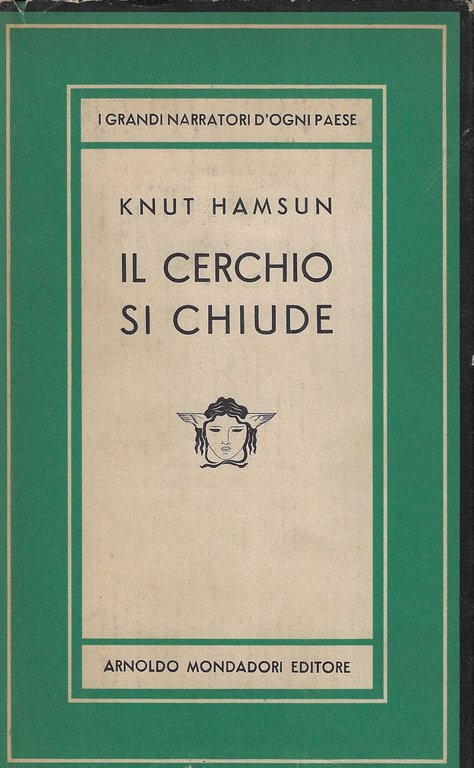 I GRANDI NARRATORI D'OGNI PAESE
KNUT HAMSUN
IL CERCHIO
SI CHIUDE
ARNOLDO MONDADORI EDITORE